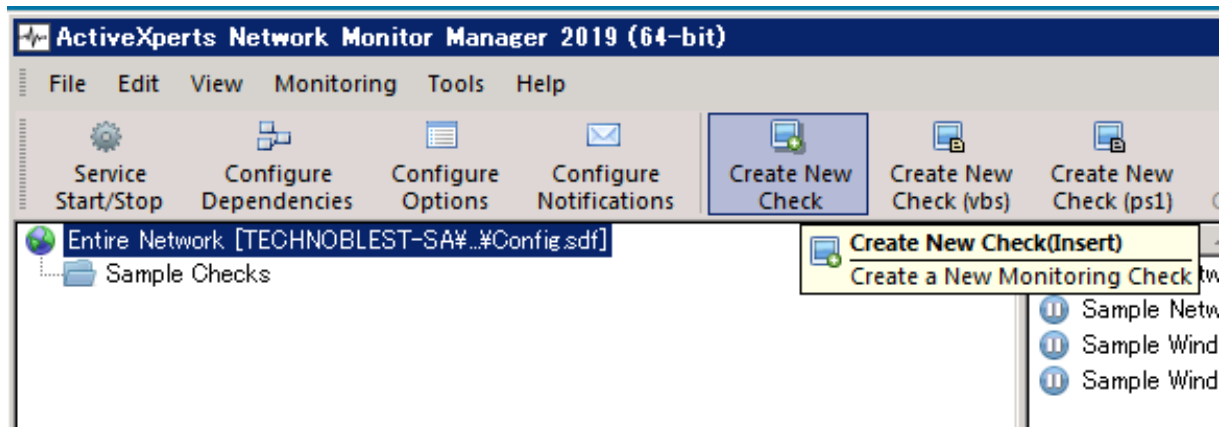 ActiveXperts Network Monitor Manager 2019 (64-bit)
File Edit View Monitoring Tools Help
Service Start/Stop
Configure Dependencies
Configure Options
Configure Notifications
Create New Check
Create New Check (vbs)
Create New Check (ps1)
Entire Network [TECHNOBLEST-SA¥...¥Config.sdf]
Sample Checks
Create New Check(Insert)
Create a New Monitoring Check
Sample Netw
Sample Wind
Sample Wind